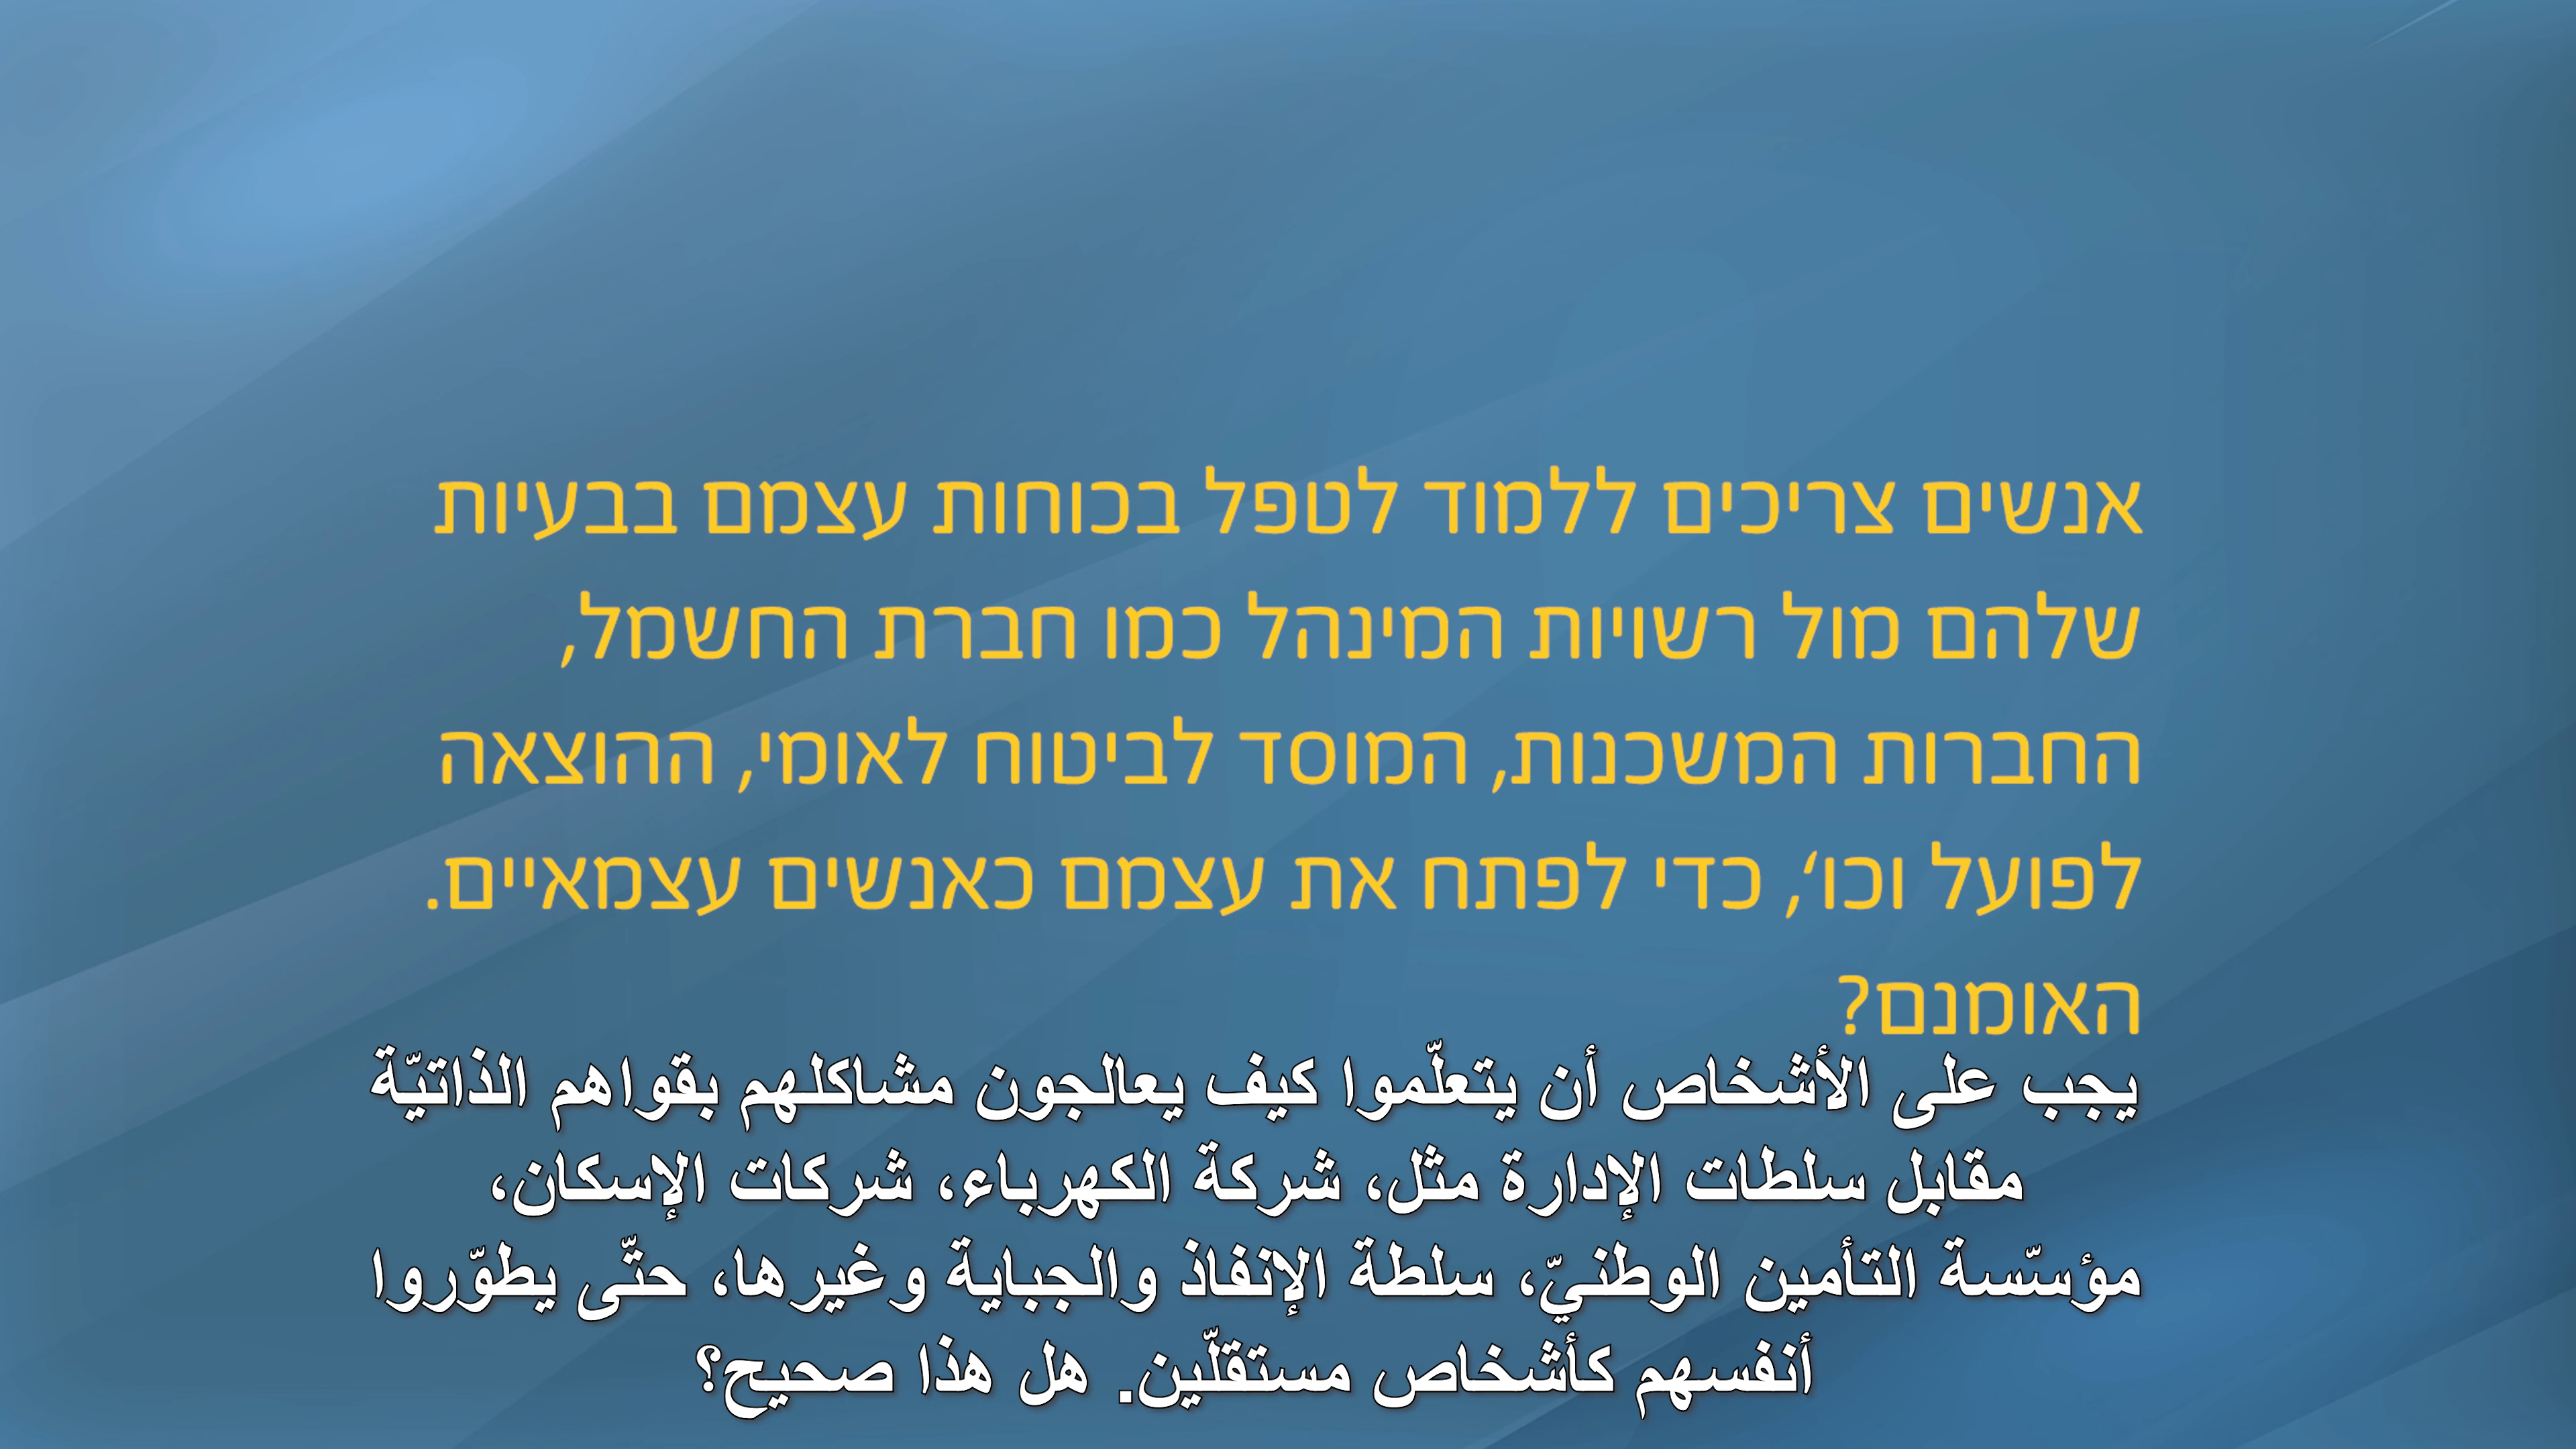 אנשים צריכים ללמוד לטפל בכוחות עצמם בבעיות
שלהם מול רשויות המינהל כמו חברת החשמל,
החברות המשכנות, המוסד לביטוח לאומי, ההוצאה
לפועל וכו‘, כדי לפתח את עצמם כאנשים עצמאיים.
האומנם?
يجب على الأشخاص أن يتعلّموا كيف يعالجون مشاكلهم بقواهم الذاتيّة
مقابل سلطات الإدارة مثل، شركة الكهرباء، شركات الإسكان،
مؤسّسة التأمين الوطنيّ، سلطة الإنفاذ والجباية وغيرها، حتّى يطوّروا
أنفسهم كأشخاص مستقلّين. هل هذا صحيح؟